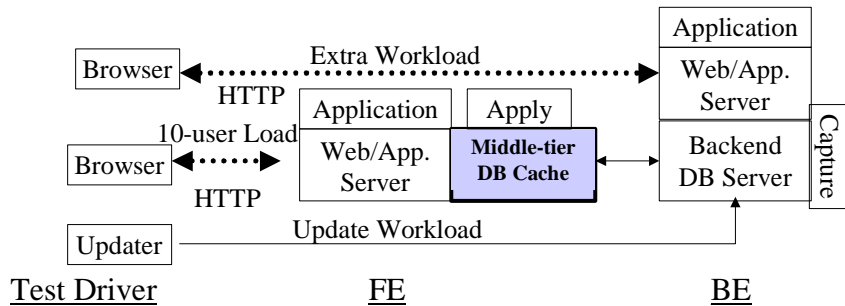 Application
Extra Workload
Browser
Web/App.
Server
HTTP
Application
Apply
10-user Load
Capture
Browser
Web/App.
Server
Middle-tier
DB Cache
Backend
DB Server
HTTP
Updater
Update Workload
Test Driver
FE
BE